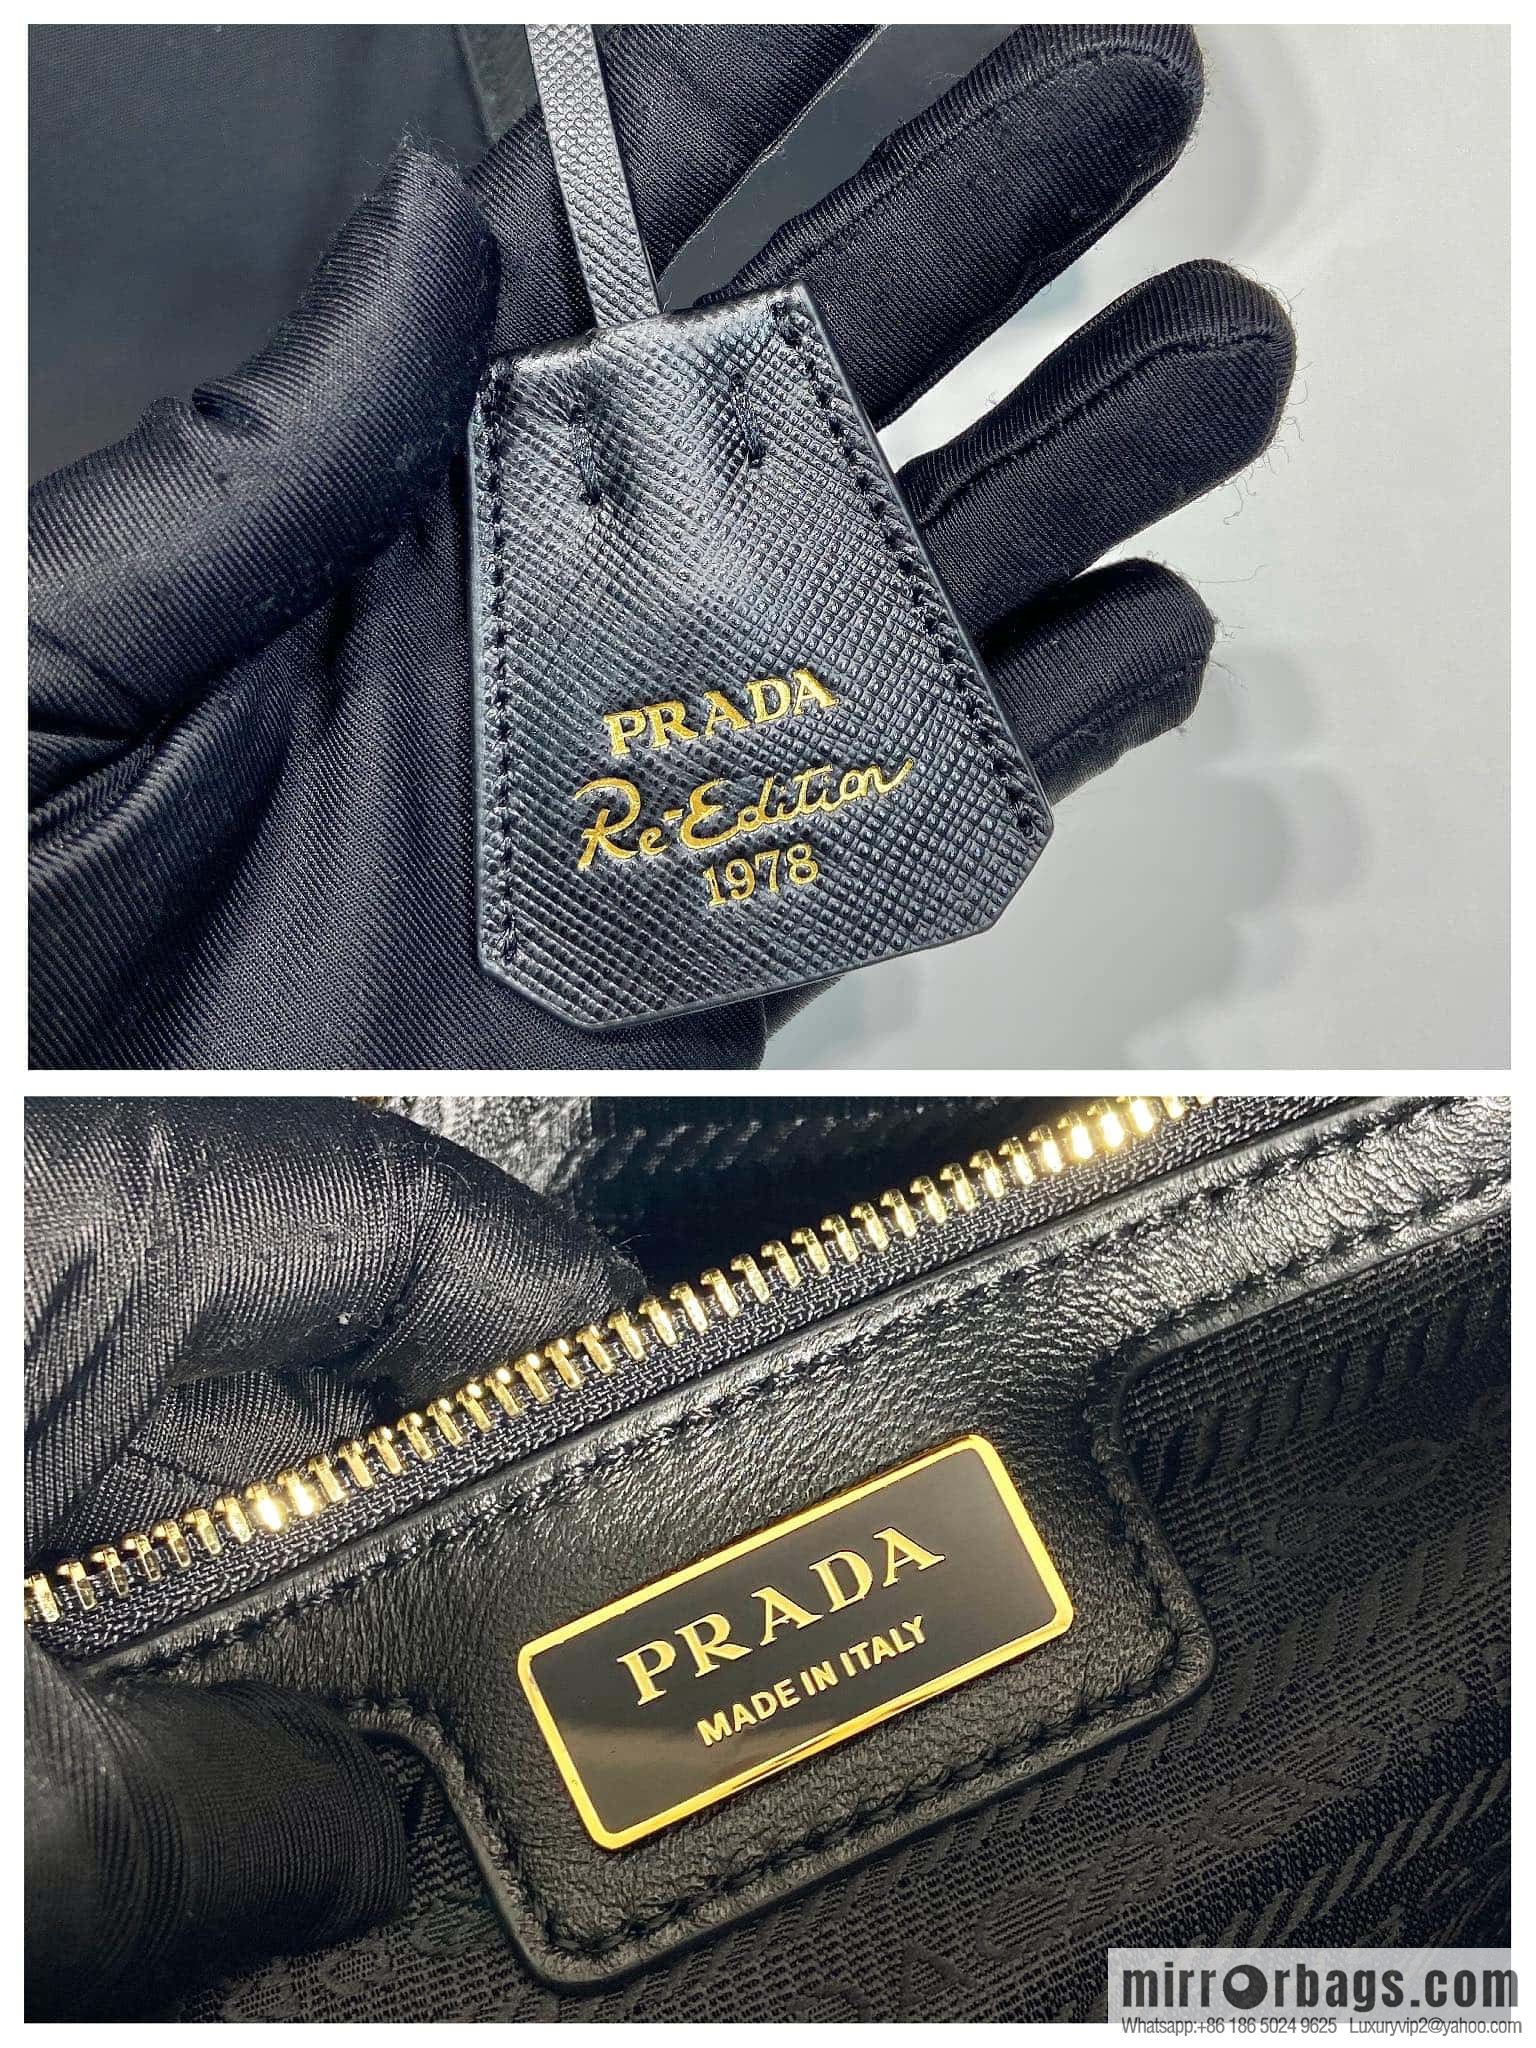 PRADA
Re-Edition
1978
PRADA
MADE IN ITALY
mirrorbags.com
Whatsapp:+86 186 5024 9625 Luxuryvip2@yahoo.com